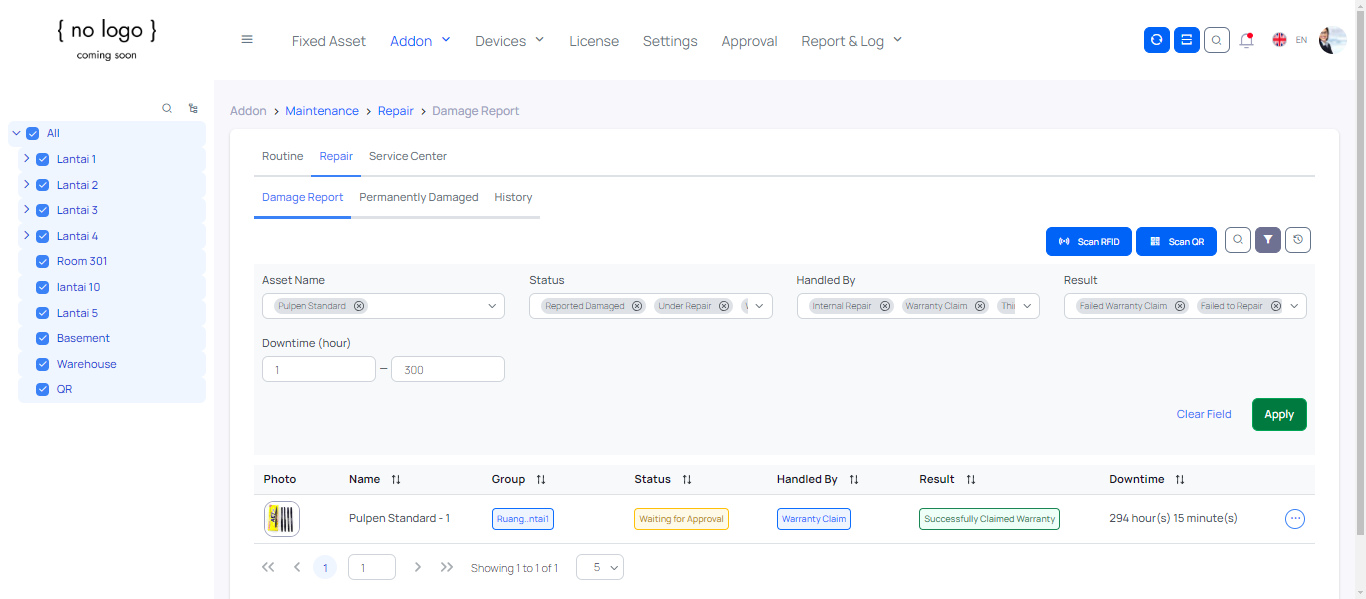 { no logo }
coming soon
Fixed Asset Addon Devices License Settings Approval Report & Log EN
All
Lantai 1
Lantai 2
Lantai 3
Lantai 4
Room 301
lantai 10
Lantai 5
Basement
Warehouse
QR
Addon > Maintenance > Repair > Damage Report
Routine Repair Service Center
Damage Report Permanently Damaged History
Scan RFID Scan QR
Asset Name Status Handled By Result
Pulpen Standard Reported Damaged Under Repair Internal Repair Warranty Claim Failed Warranty Claim Failed to Repair
Downtime (hour)
1 – 300
Clear Field Apply
Photo Name Group Status Handled By Result Downtime
Pulpen Standard - 1 Ruang..ntai1 Waiting for Approval Warranty Claim Successfully Claimed Warranty 294 hour(s) 15 minute(s)
1 1 Showing 1 to 1 of 1 5